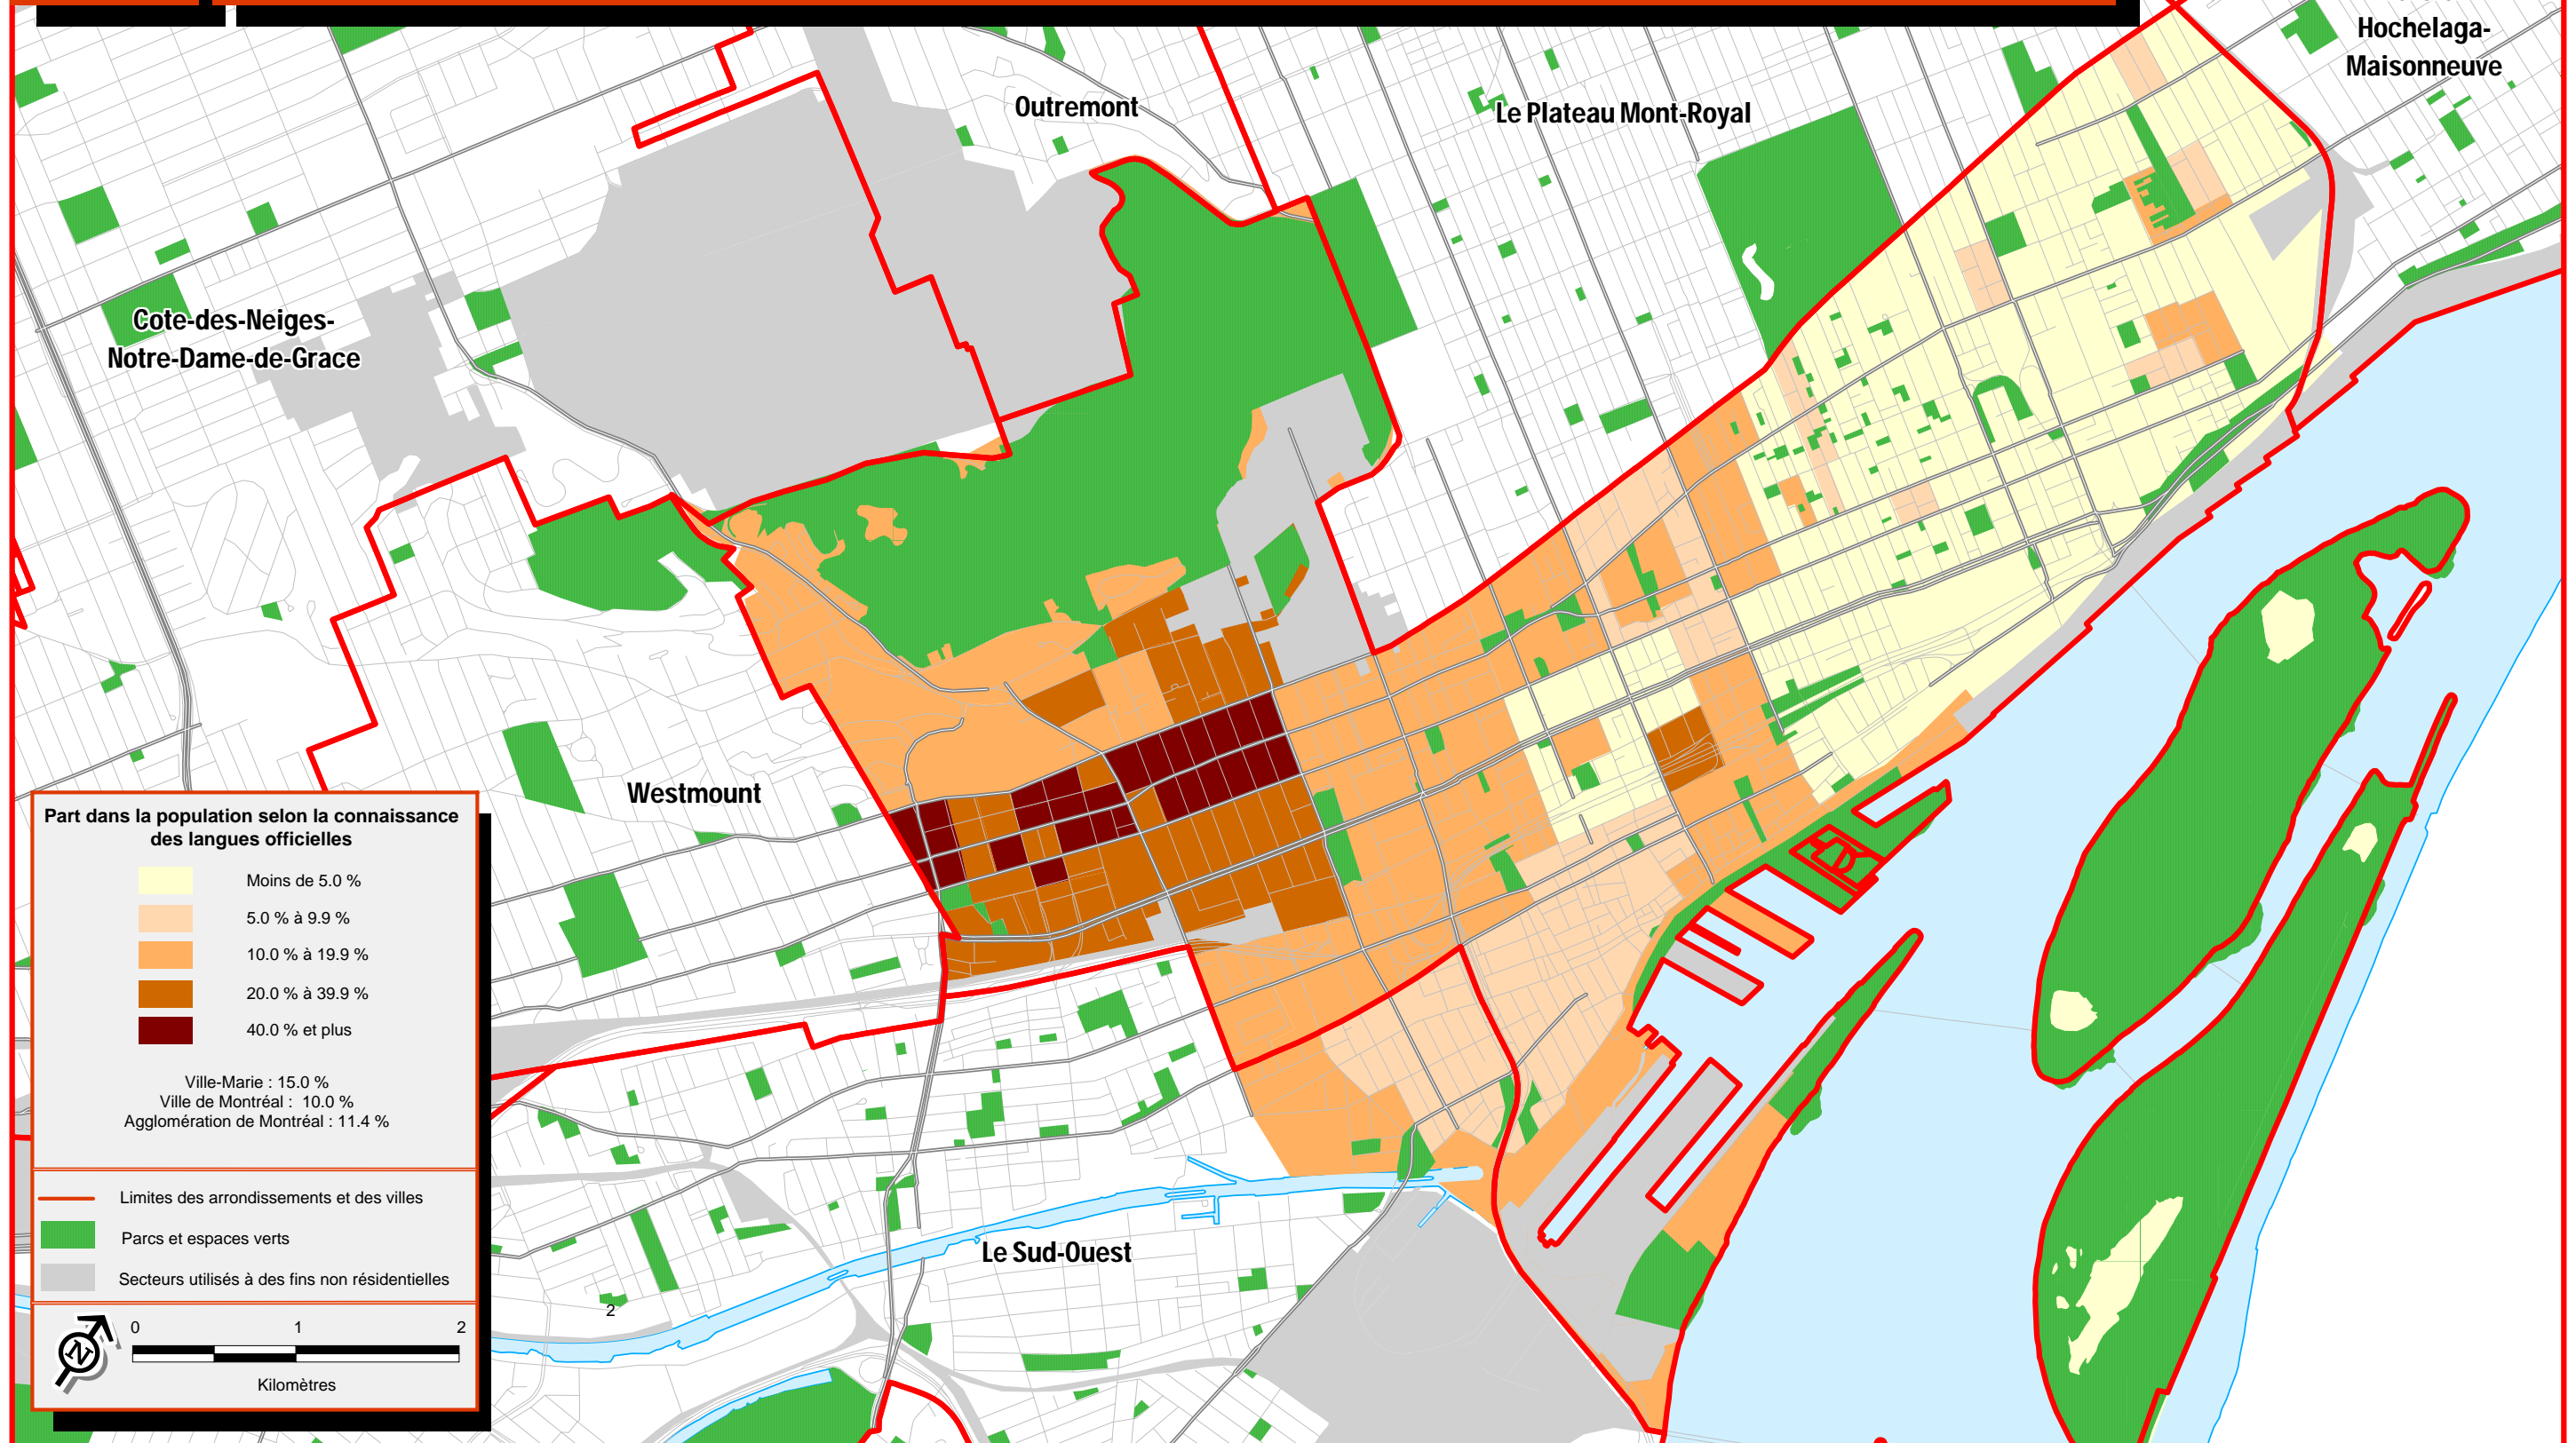 Hochelaga-
Maisonneuve
Outremont
Le Plateau Mont-Royal
Cote-des-Neiges-
Notre-Dame-de-Grace
Westmount
Part dans la population selon la connaissance
des langues officielles
Moins de 5.0 %
5.0 % à 9.9 %
10.0 % à 19.9 %
20.0 % à 39.9 %
40.0 % et plus
Ville-Marie : 15.0 %
Ville de Montréal : 10.0 %
Agglomération de Montréal : 11.4 %
Limites des arrondissements et des villes
Parcs et espaces verts
Secteurs utilisés à des fins non résidentielles
N
0 1 2
Kilomètres
2
Le Sud-Ouest